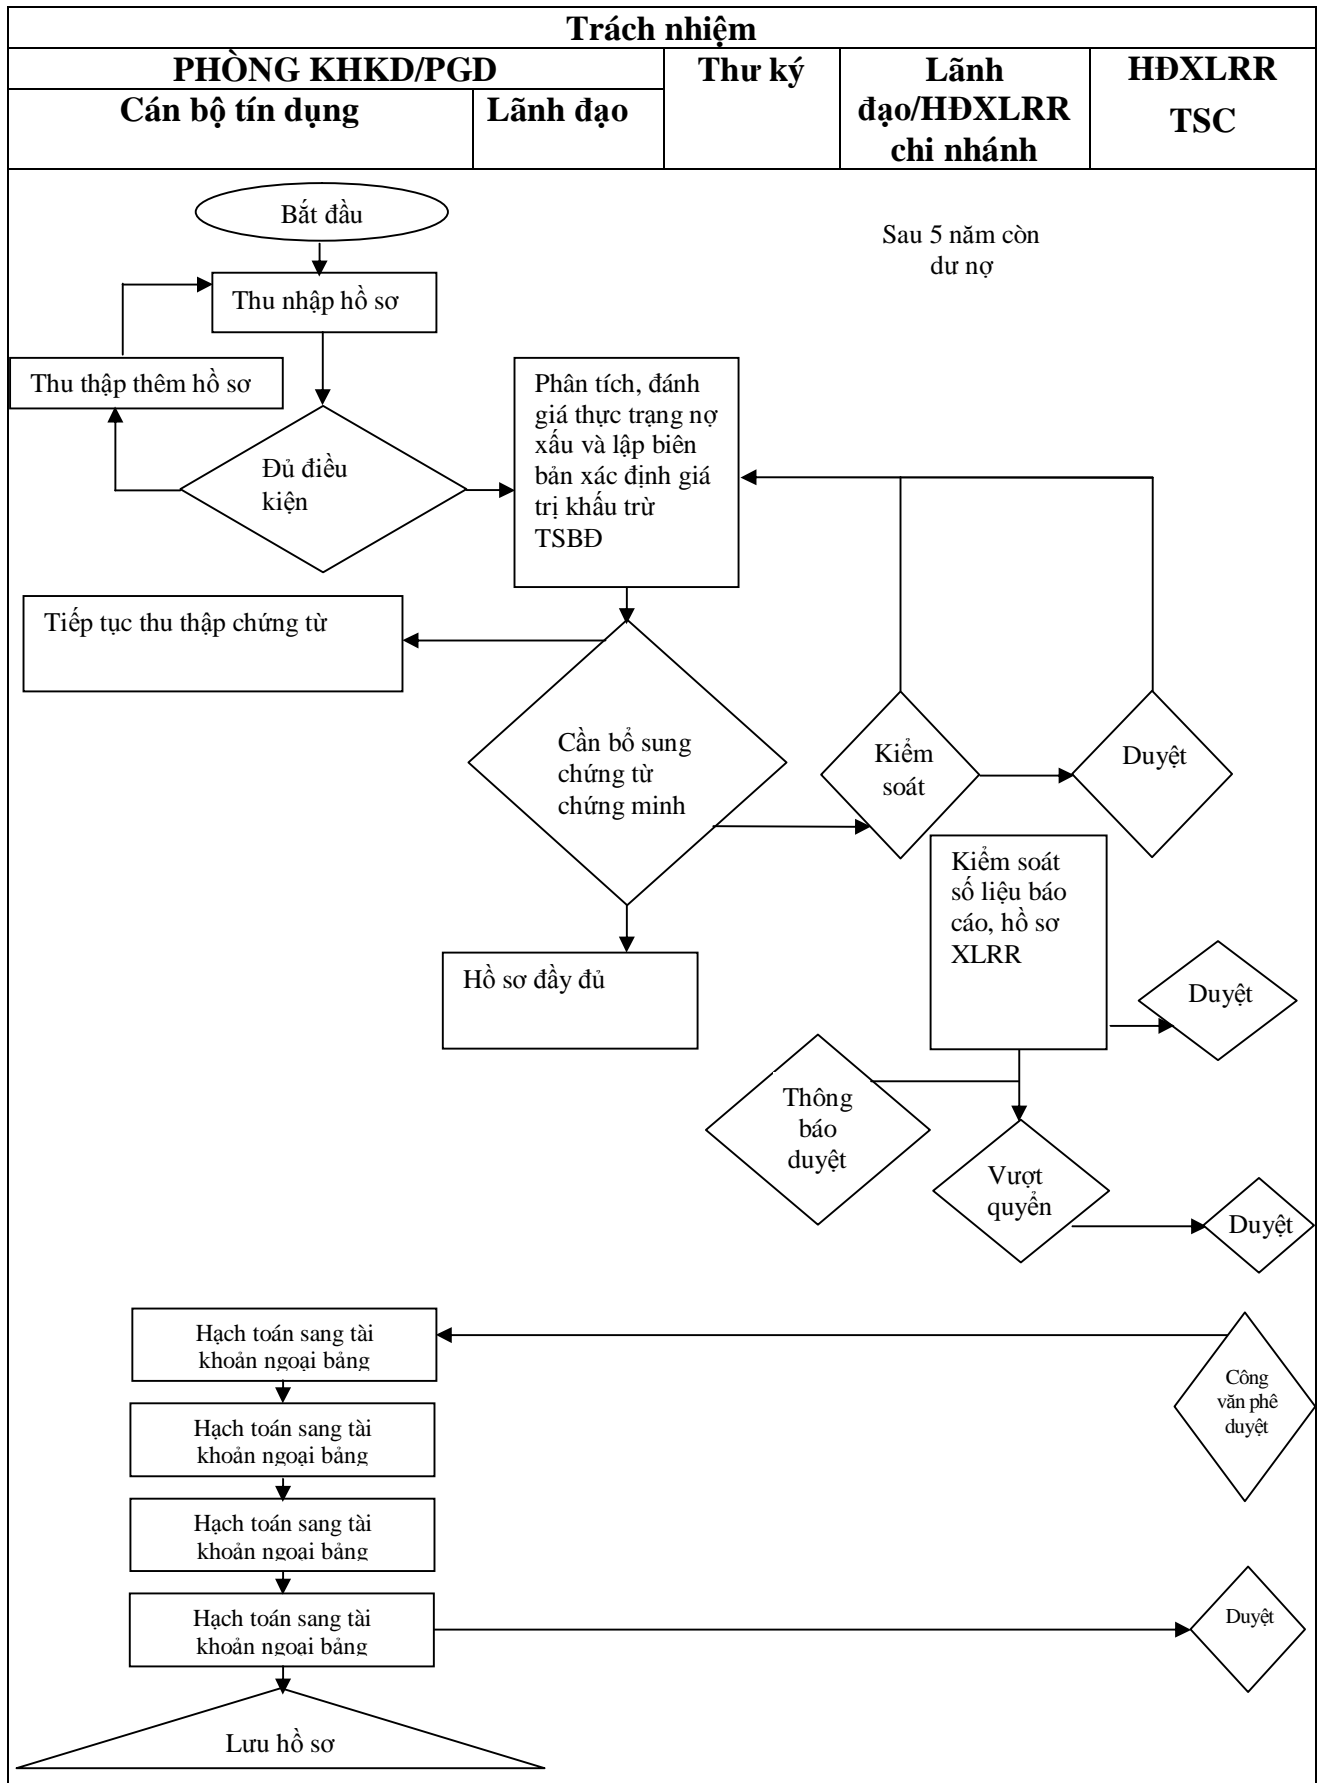 Trách nhiệm
PHÒNG KHKD/PGD
Thư ký
Lãnh
đạo/HĐXLRR
chi nhánh
HĐXLRR
TSC
Cán bộ tín dụng
Lãnh đạo
Bắt đầu
Sau 5 năm còn
dư nợ
Thu nhập hồ sơ
Thu thập thêm hồ sơ
Phân tích, đánh
giá thực trạng nợ
xấu và lập biên
bản xác định giá
trị khấu trừ
TSBĐ
Đủ điều
kiện
Tiếp tục thu thập chứng từ
Cần bổ sung
chứng từ
chứng minh
Kiểm
soát
Duyệt
Kiểm soát
số liệu báo
cáo, hồ sơ
XLRR
Hồ sơ đầy đủ
Duyệt
Thông
báo
duyệt
Vượt
quyển
Duyệt
Hạch toán sang tài
khoản ngoại bảng
Công
văn phê
duyệt
Hạch toán sang tài
khoản ngoại bảng
Hạch toán sang tài
khoản ngoại bảng
Hạch toán sang tài
khoản ngoại bảng
Duyệt
Lưu hồ sơ